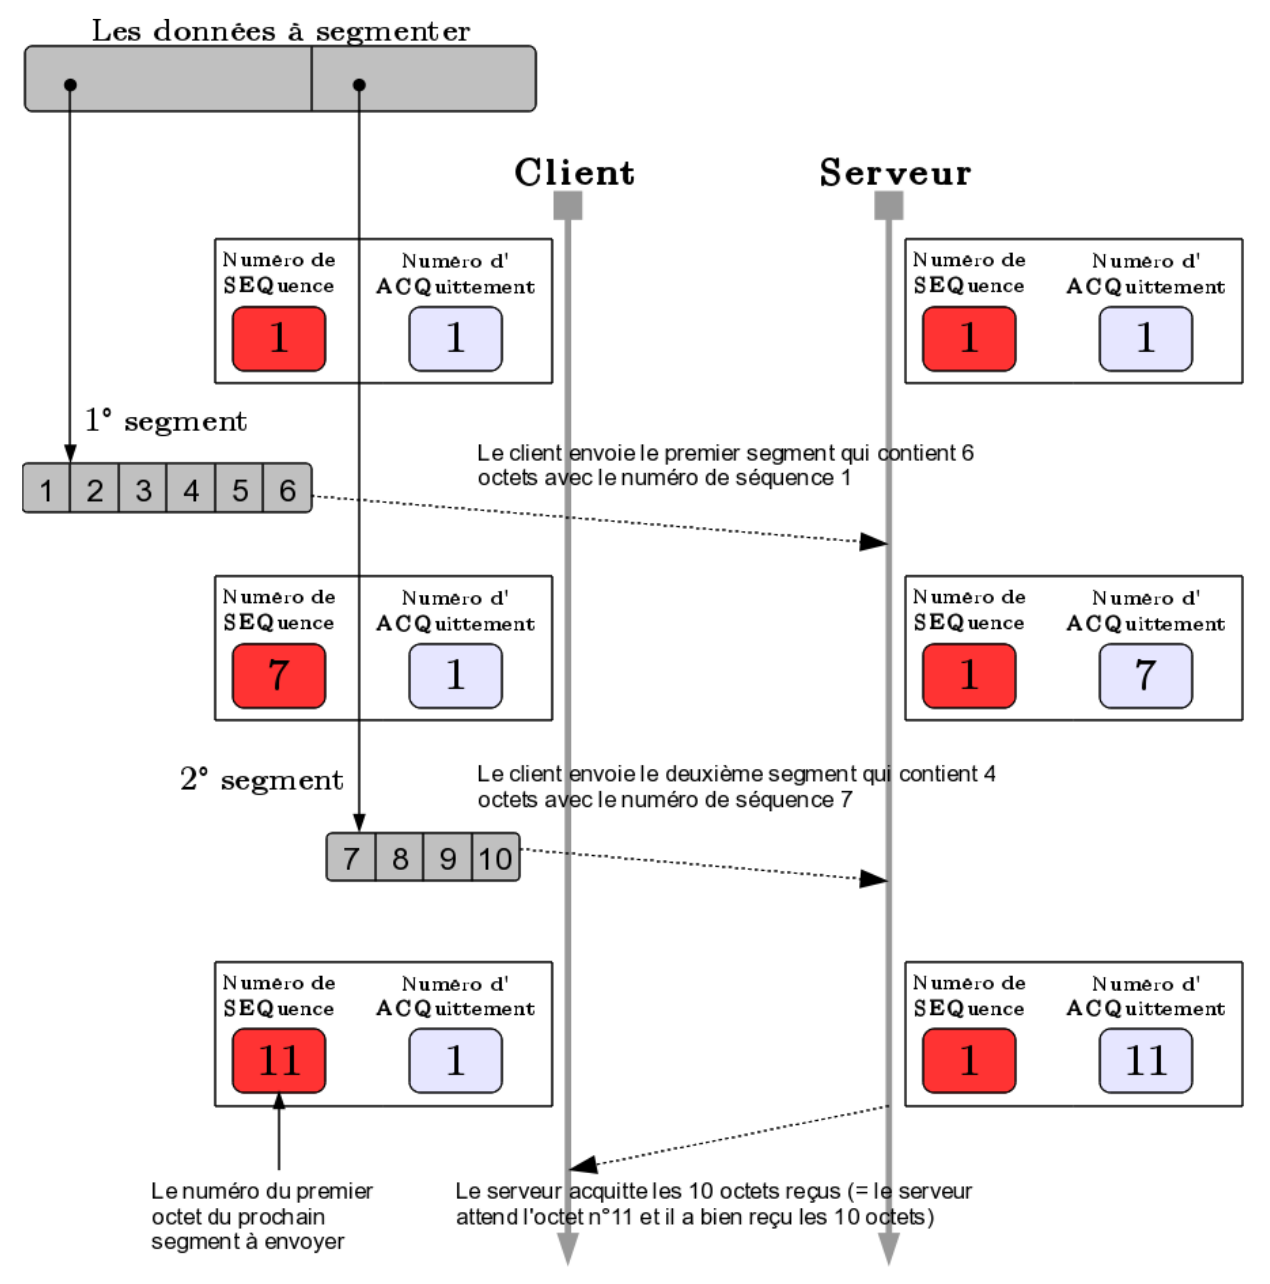 Les données à segmenter
Client
Serveur
Numéro de
SEQuence
Numéro d'
ACQuittement
1
1
Numéro de
SEQuence
Numéro d'
ACQuittement
1
1
1° segment
Le client envoie le premier segment qui contient 6
octets avec le numéro de séquence 1
1 2 3 4 5 6
Numéro de
SEQuence
Numéro d'
ACQuittement
7
1
Numéro de
SEQuence
Numéro d'
ACQuittement
1
7
2° segment
Le client envoie le deuxième segment qui contient 4
octets avec le numéro de séquence 7
7 8 9 10
Numéro de
SEQuence
Numéro d'
ACQuittement
11
1
Numéro de
SEQuence
Numéro d'
ACQuittement
1
11
Le numéro du premier
octet du prochain
segment à envoyer
Le serveur acquitte les 10 octets reçus (= le serveur
attend l'octet n°11 et il a bien reçu les 10 octets)